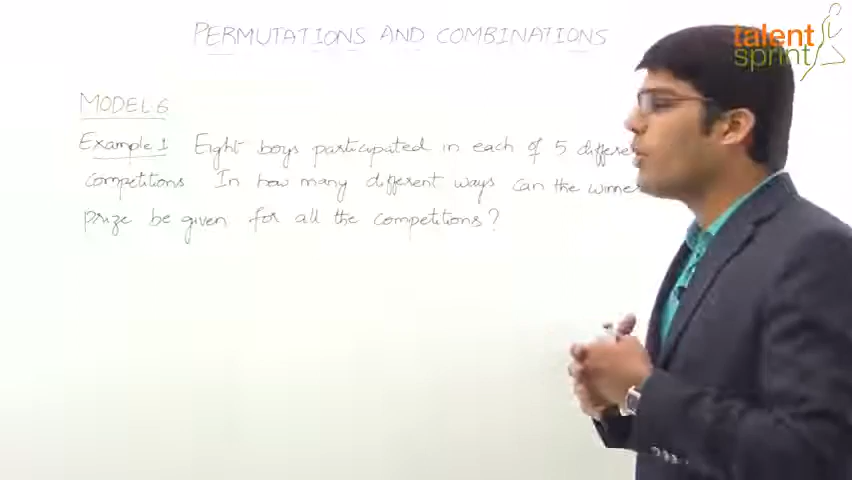 talent
sprint
PERMUTATIONS AND COMBINATIONS
MODEL 6
Example 1 Eight boys participated in each of 5 differe
competitions In how many different ways can the winne
prize be given for all the competitions?